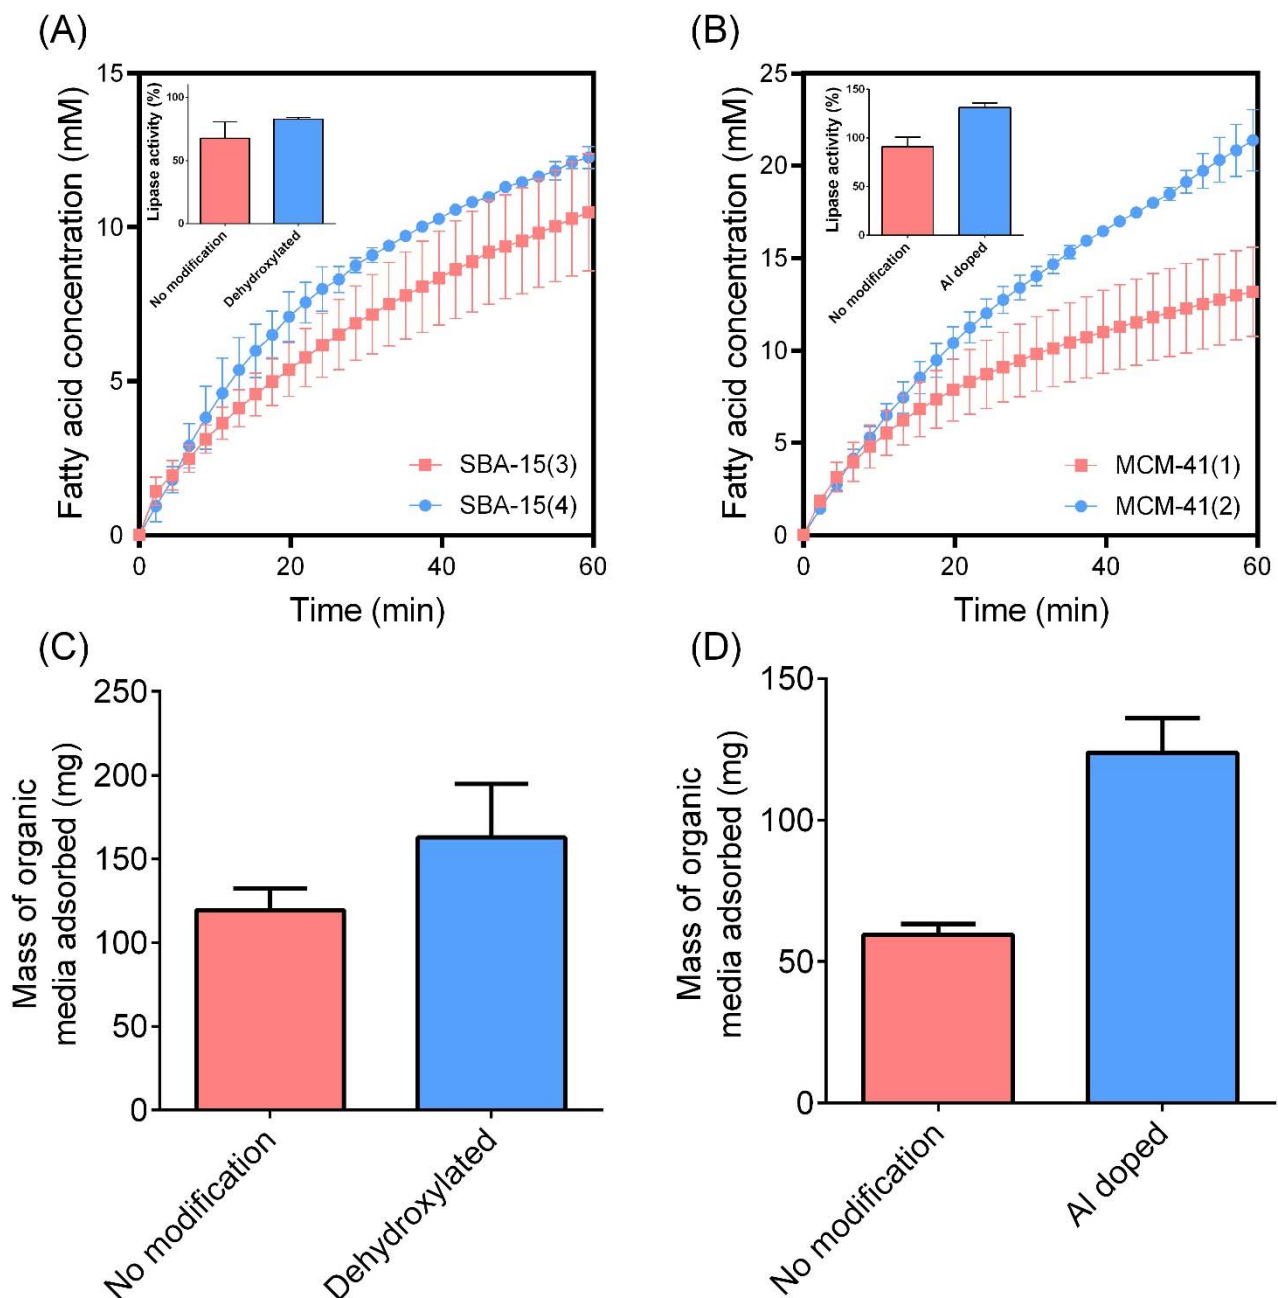 (A)
Fatty acid concentration (mM)
15
10
5
0
0
20
40
60
Time (min)
Lipase activity (%)
100
50
0
No modification
Dehydroxylated
SBA-15(3)
SBA-15(4)
(B)
Fatty acid concentration (mM)
25
20
15
10
5
0
0
20
40
60
Time (min)
Lipase activity (%)
150
100
50
0
No modification
Al doped
MCM-41(1)
MCM-41(2)
(C)
Mass of organic
media adsorbed (mg)
250
200
150
100
50
0
No modification
Dehydroxylated
(D)
Mass of organic
media adsorbed (mg)
150
100
50
0
No modification
Al doped